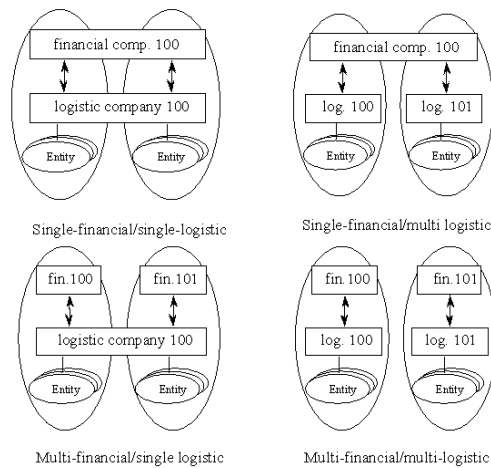 financial comp. 100
logistic company 100
Entity Entity
Single-financial/single-logistic
financial comp. 100
log. 100 log. 101
Entity Entity
Single-financial/multi logistic
fin.100 fin.101
logistic company 100
Entity Entity
Multi-financial/single logistic
fin.100 fin.101
log. 100 log. 101
Entity Entity
Multi-financial/multi-logistic